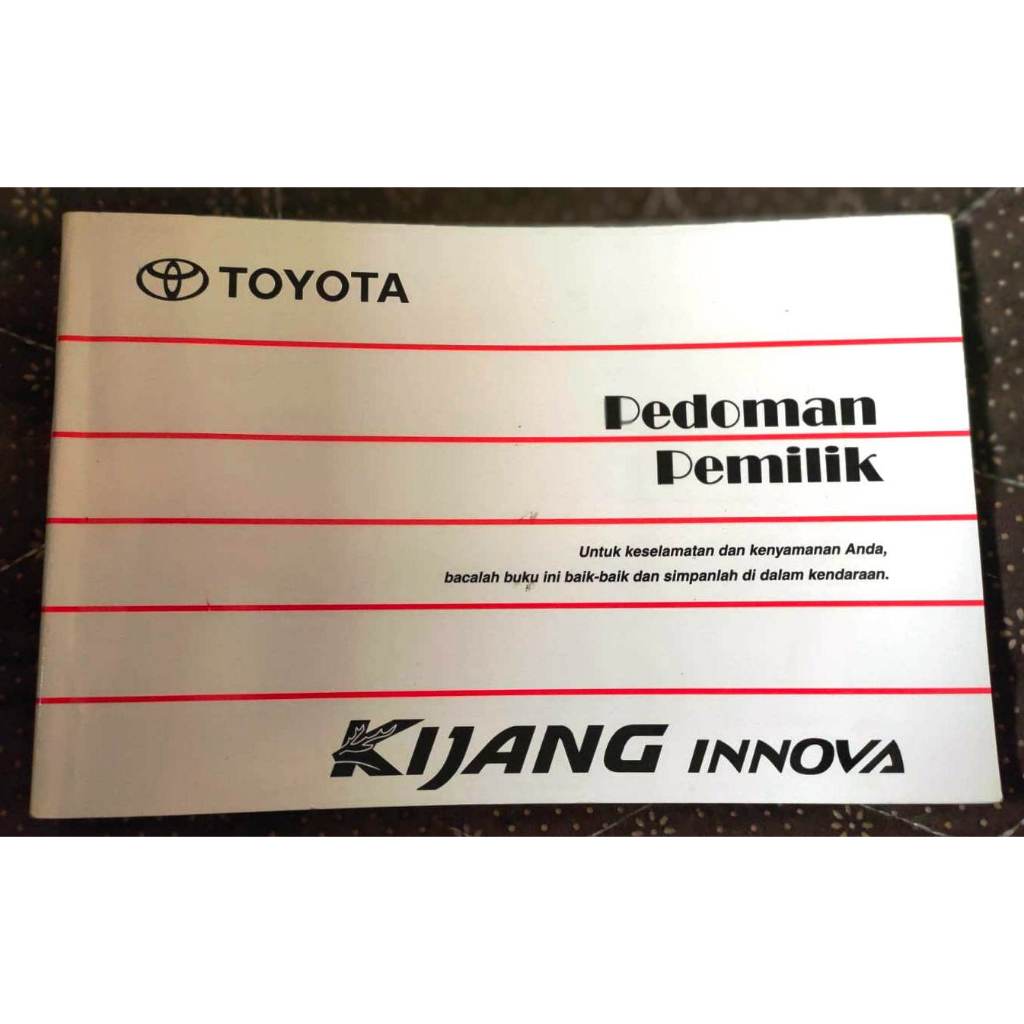 TOYOTA
Pedoman
Pemilik
Untuk keselamatan dan kenyamanan Anda,
bacalah buku ini baik-baik dan simpanlah di dalam kendaraan.
KIJANG INNOVA